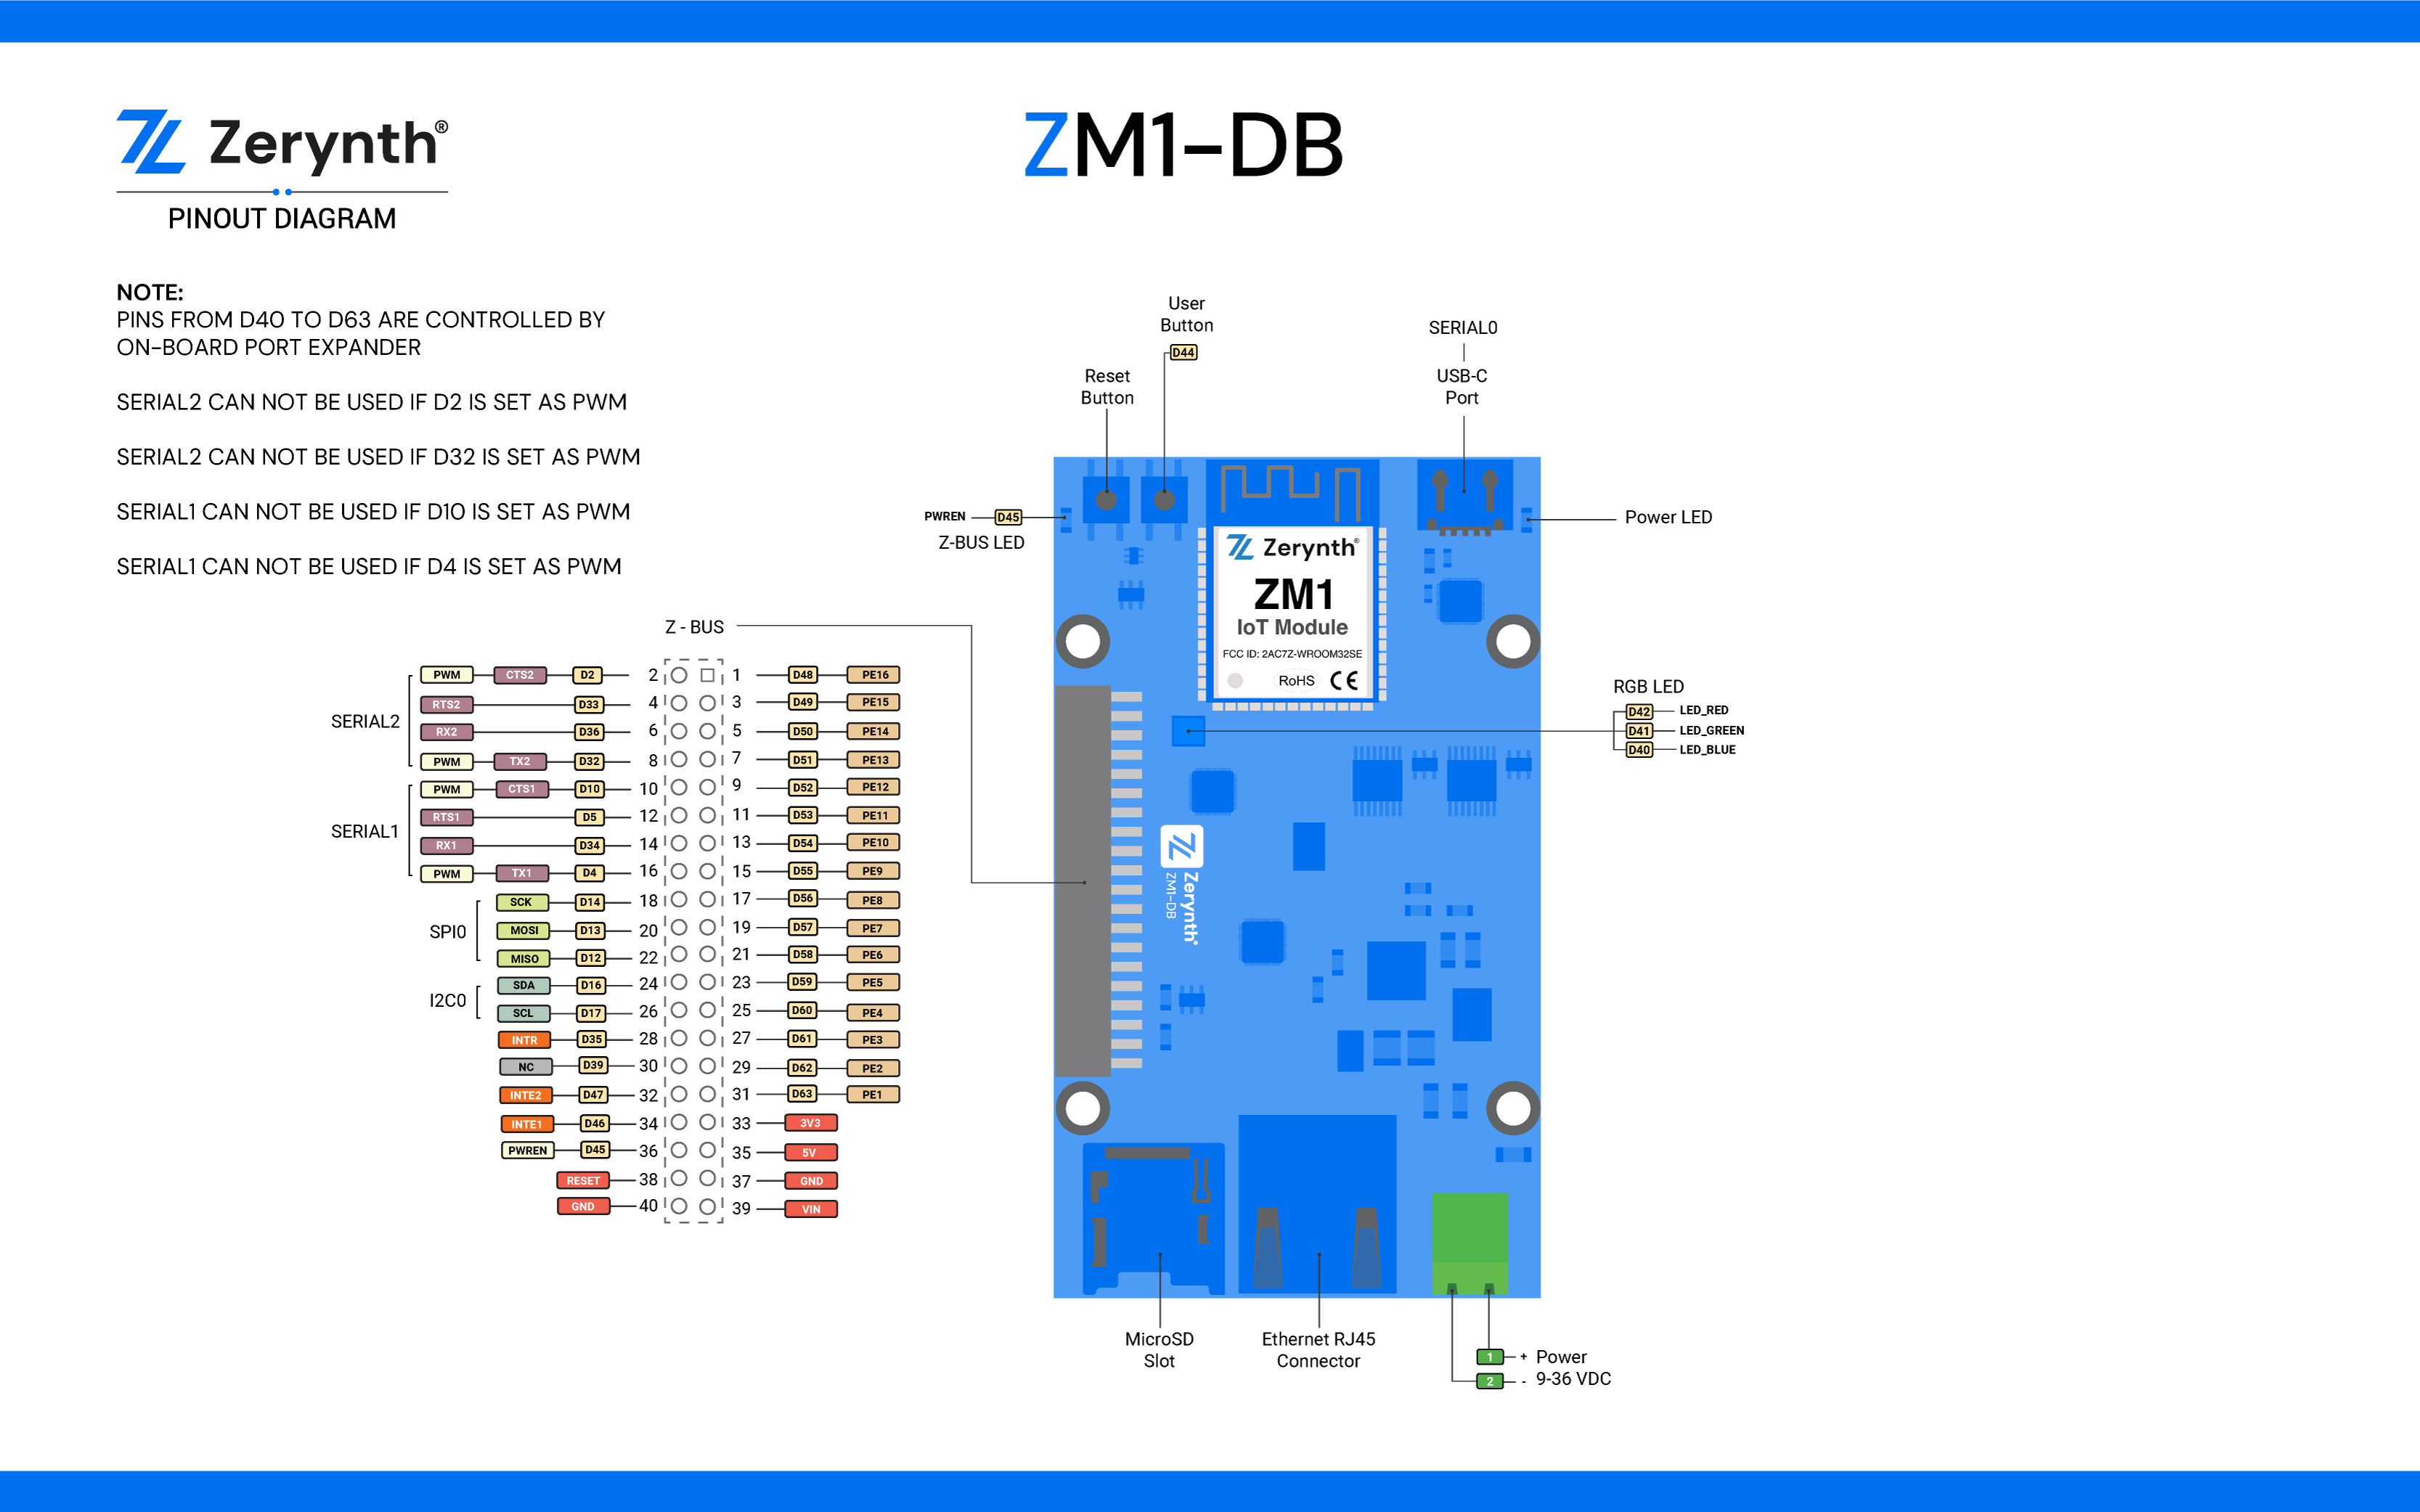 Zerynth®
PINOUT DIAGRAM
ZM1-DB
NOTE:
PINS FROM D40 TO D63 ARE CONTROLLED BY
ON-BOARD PORT EXPANDER
SERIAL2 CAN NOT BE USED IF D2 IS SET AS PWM
SERIAL2 CAN NOT BE USED IF D32 IS SET AS PWM
SERIAL1 CAN NOT BE USED IF D10 IS SET AS PWM
SERIAL1 CAN NOT BE USED IF D4 IS SET AS PWM
Z - BUS
SERIAL2
SERIAL1
SPI0
I2C0
PWM CTS2 D2 2 1 D48 PE16
RTS2 D33 4 3 D49 PE15
RX2 D36 6 5 D50 PE14
PWM TX2 D32 8 7 D51 PE13
PWM CTS1 D10 10 9 D52 PE12
RTS1 D5 12 11 D53 PE11
RX1 D34 14 13 D54 PE10
PWM TX1 D4 16 15 D55 PE9
SCK D14 18 17 D56 PE8
MOSI D13 20 19 D57 PE7
MISO D12 22 21 D58 PE6
SDA D16 24 23 D59 PE5
SCL D17 26 25 D60 PE4
INTR D35 28 27 D61 PE3
NC D39 30 29 D62 PE2
INTE2 D47 32 31 D63 PE1
INTE1 D46 34 33 3V3
PWREN D45 36 35 5V
RESET 38 37 GND
GND 40 39 VIN
User
Button
D44
Reset
Button
SERIAL0
USB-C
Port
PWREN D45
Z-BUS LED
Power LED
Zerynth®
ZM1
IoT Module
FCC ID: 2AC7Z-WROOM32SE
RoHS CE
RGB LED
D42 LED_RED
D41 LED_GREEN
D40 LED_BLUE
Zerynth®
ZM1-DB
MicroSD
Slot
Ethernet RJ45
Connector
1 + Power
2 - 9-36 VDC